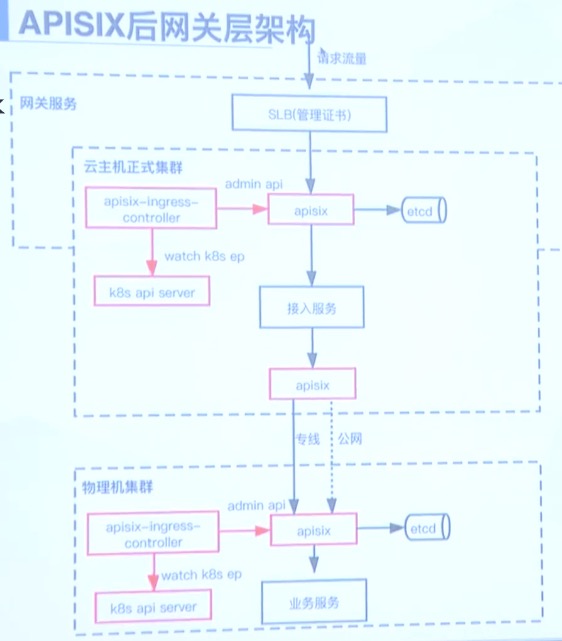 APISIX后网关层架构
请求流量
网关服务
SLB(管理证书)
云主机正式集群
apisix-ingress-
controller
admin api
apisix
etcd
watch k8s ep
k8s api server
接入服务
apisix
专线
公网
物理机集群
apisix-ingress-
controller
admin api
apisix
etcd
watch k8s ep
k8s api server
业务服务